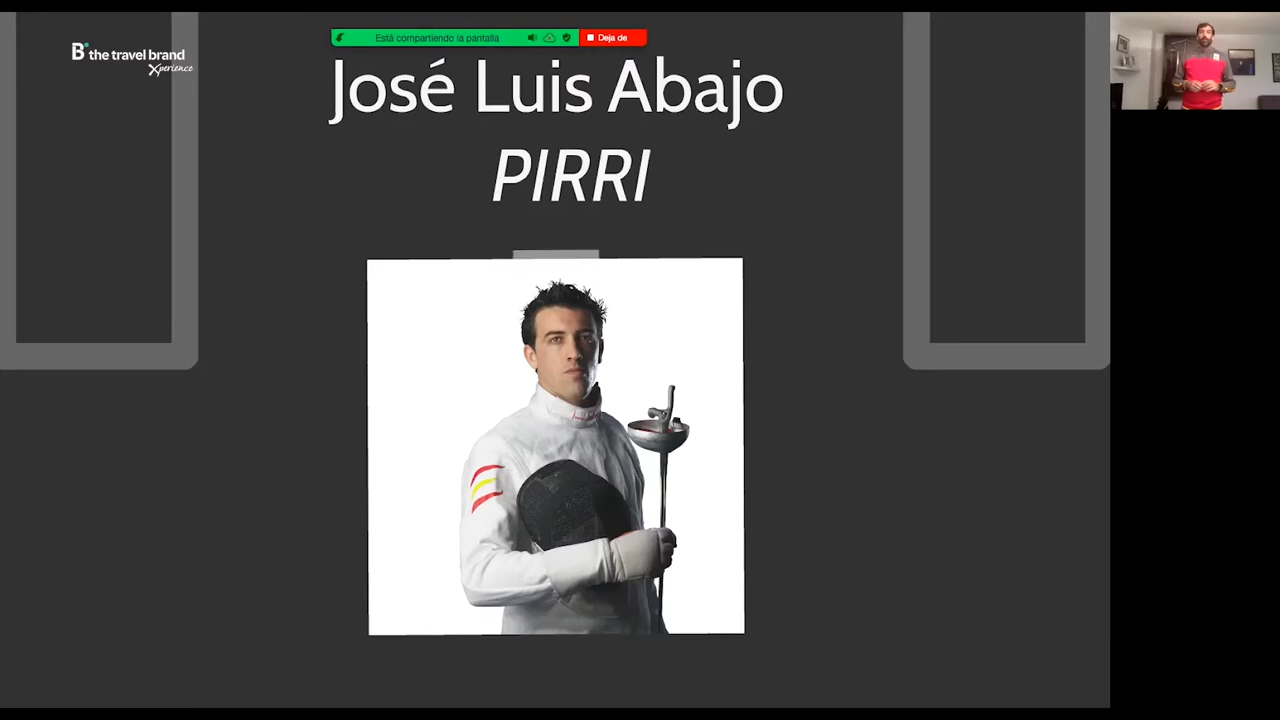 B the travel brand
Xperience
Está compartiendo la pantalla
Deja de
José Luis Abajo
PIRRI